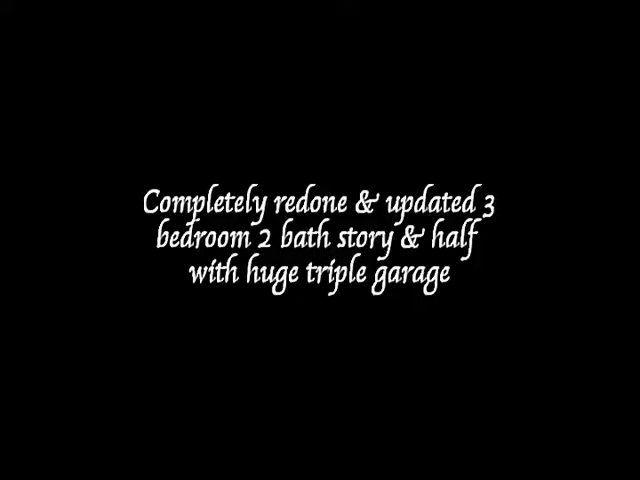 Completely redone & updated 3
bedroom 2 bath story & half
with huge triple garage